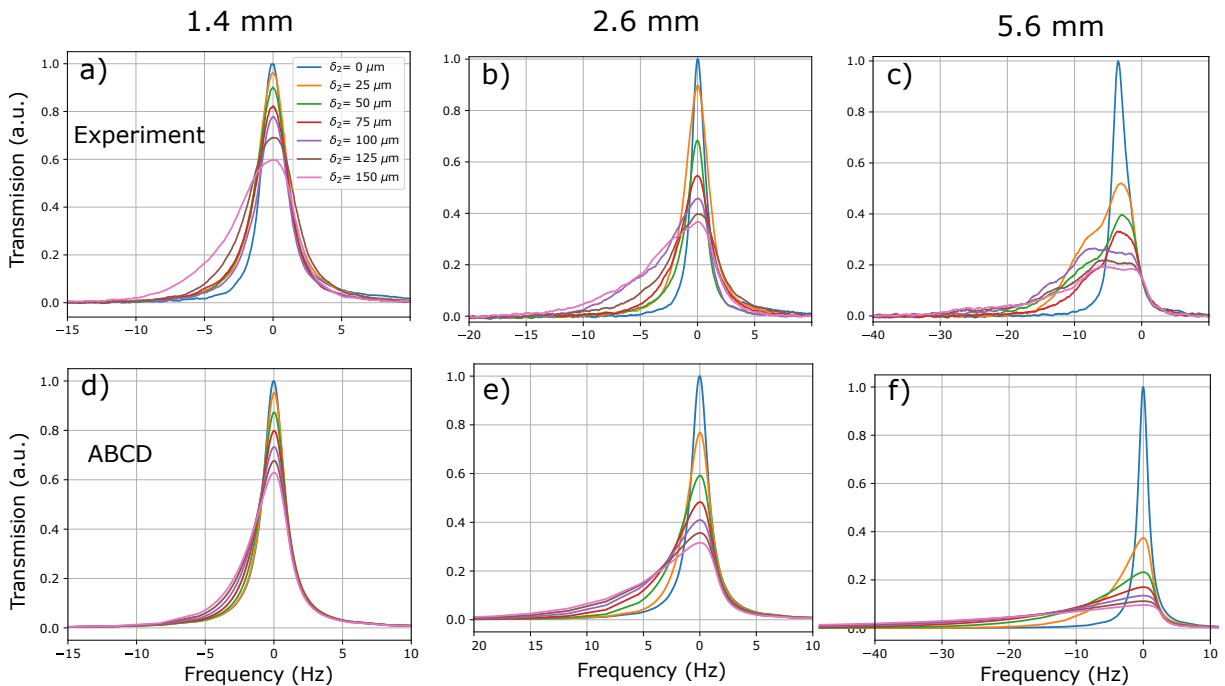 1.4 mm 2.6 mm 5.6 mm
a)
Experiment
δ₂= 0 μm
δ₂= 25 μm
δ₂= 50 μm
δ₂= 75 μm
δ₂= 100 μm
δ₂= 125 μm
δ₂= 150 μm
Transmision (a.u.)
1.0
0.8
0.6
0.4
0.2
0.0
−15 −10 −5 0 5
b)
1.0
0.8
0.6
0.4
0.2
0.0
−20 −15 −10 −5 0 5 10
c)
1.0
0.8
0.6
0.4
0.2
0.0
−40 −30 −20 −10 0
d)
ABCD
Transmision (a.u.)
1.0
0.8
0.6
0.4
0.2
0.0
−15 −10 −5 0 5 10
Frequency (Hz)
e)
1.0
0.8
0.6
0.4
0.2
0.0
20 15 10 5 0 5 10
Frequency (Hz)
f)
1.0
0.8
0.6
0.4
0.2
0.0
−40 −30 −20 −10 0 10
Frequency (Hz)